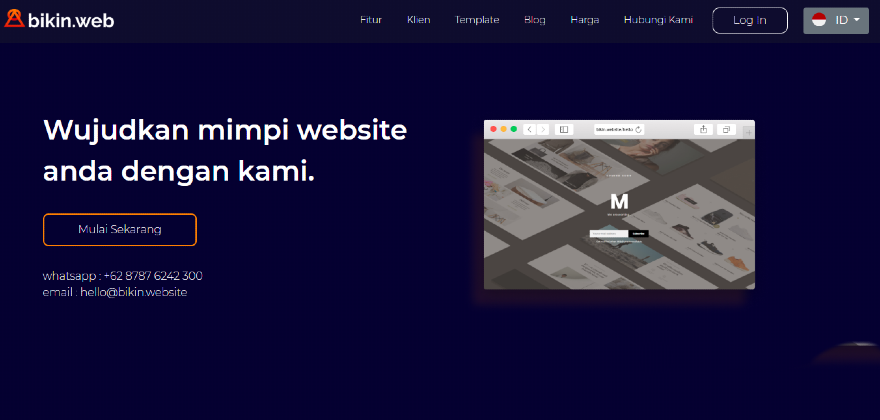 bikin.web
Fitur
Klien
Template
Blog
Harga
Hubungi Kami
Log In
ID
Wujudkan mimpi website
anda dengan kami.
Mulai Sekarang
whatsapp : +62 8787 6242 300
email : hello@bikin.website
bikin.website/hello
M